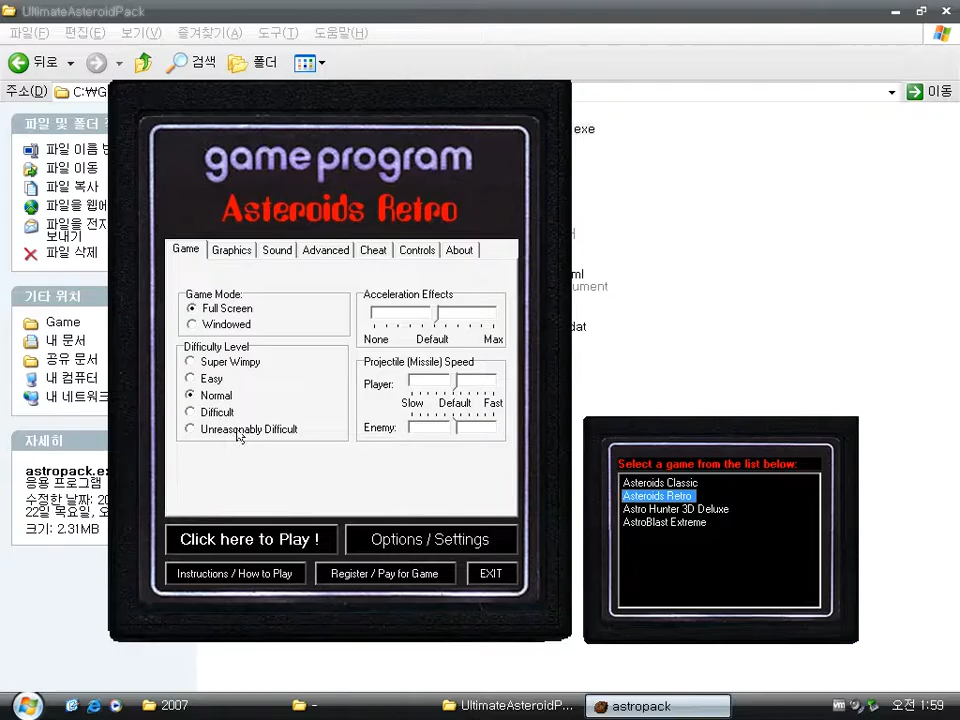 UltimateAsteroidPack
파일(F) 편집(E) 보기(V) 즐겨찾기(A) 도구(T) 도움말(H)
뒤로 검색 폴더
주소(D) C:₩G 이동
파일 및 폴더
파일 이름
파일 이동
파일 복사
파일을 웹에
파일을 전자
보내기
파일 삭제
기타 위치
Game
내 문서
공유 문서
내 컴퓨터
내 네트워크
자세히
astropack.e
응용 프로그램
수정한 날짜: 20
22일 목요일, 오
크기: 2.31MB
exe
ml
ument
dat
game program
Asteroids Retro
Game Graphics Sound Advanced Cheat Controls About
Game Mode:
Full Screen
Windowed
Difficulty Level
Super Wimpy
Easy
Normal
Difficult
Unreasonably Difficult
Acceleration Effects
None Default Max
Projectile (Missile) Speed
Player:
Slow Default Fast
Enemy:
Click here to Play ! Options / Settings
Instructions / How to Play Register / Pay for Game EXIT
Select a game from the list below:
Asteroids Classic
Asteroids Retro
Astro Hunter 3D Deluxe
AstroBlast Extreme
2007 - UltimateAsteroidP... astropack 오전 1:59